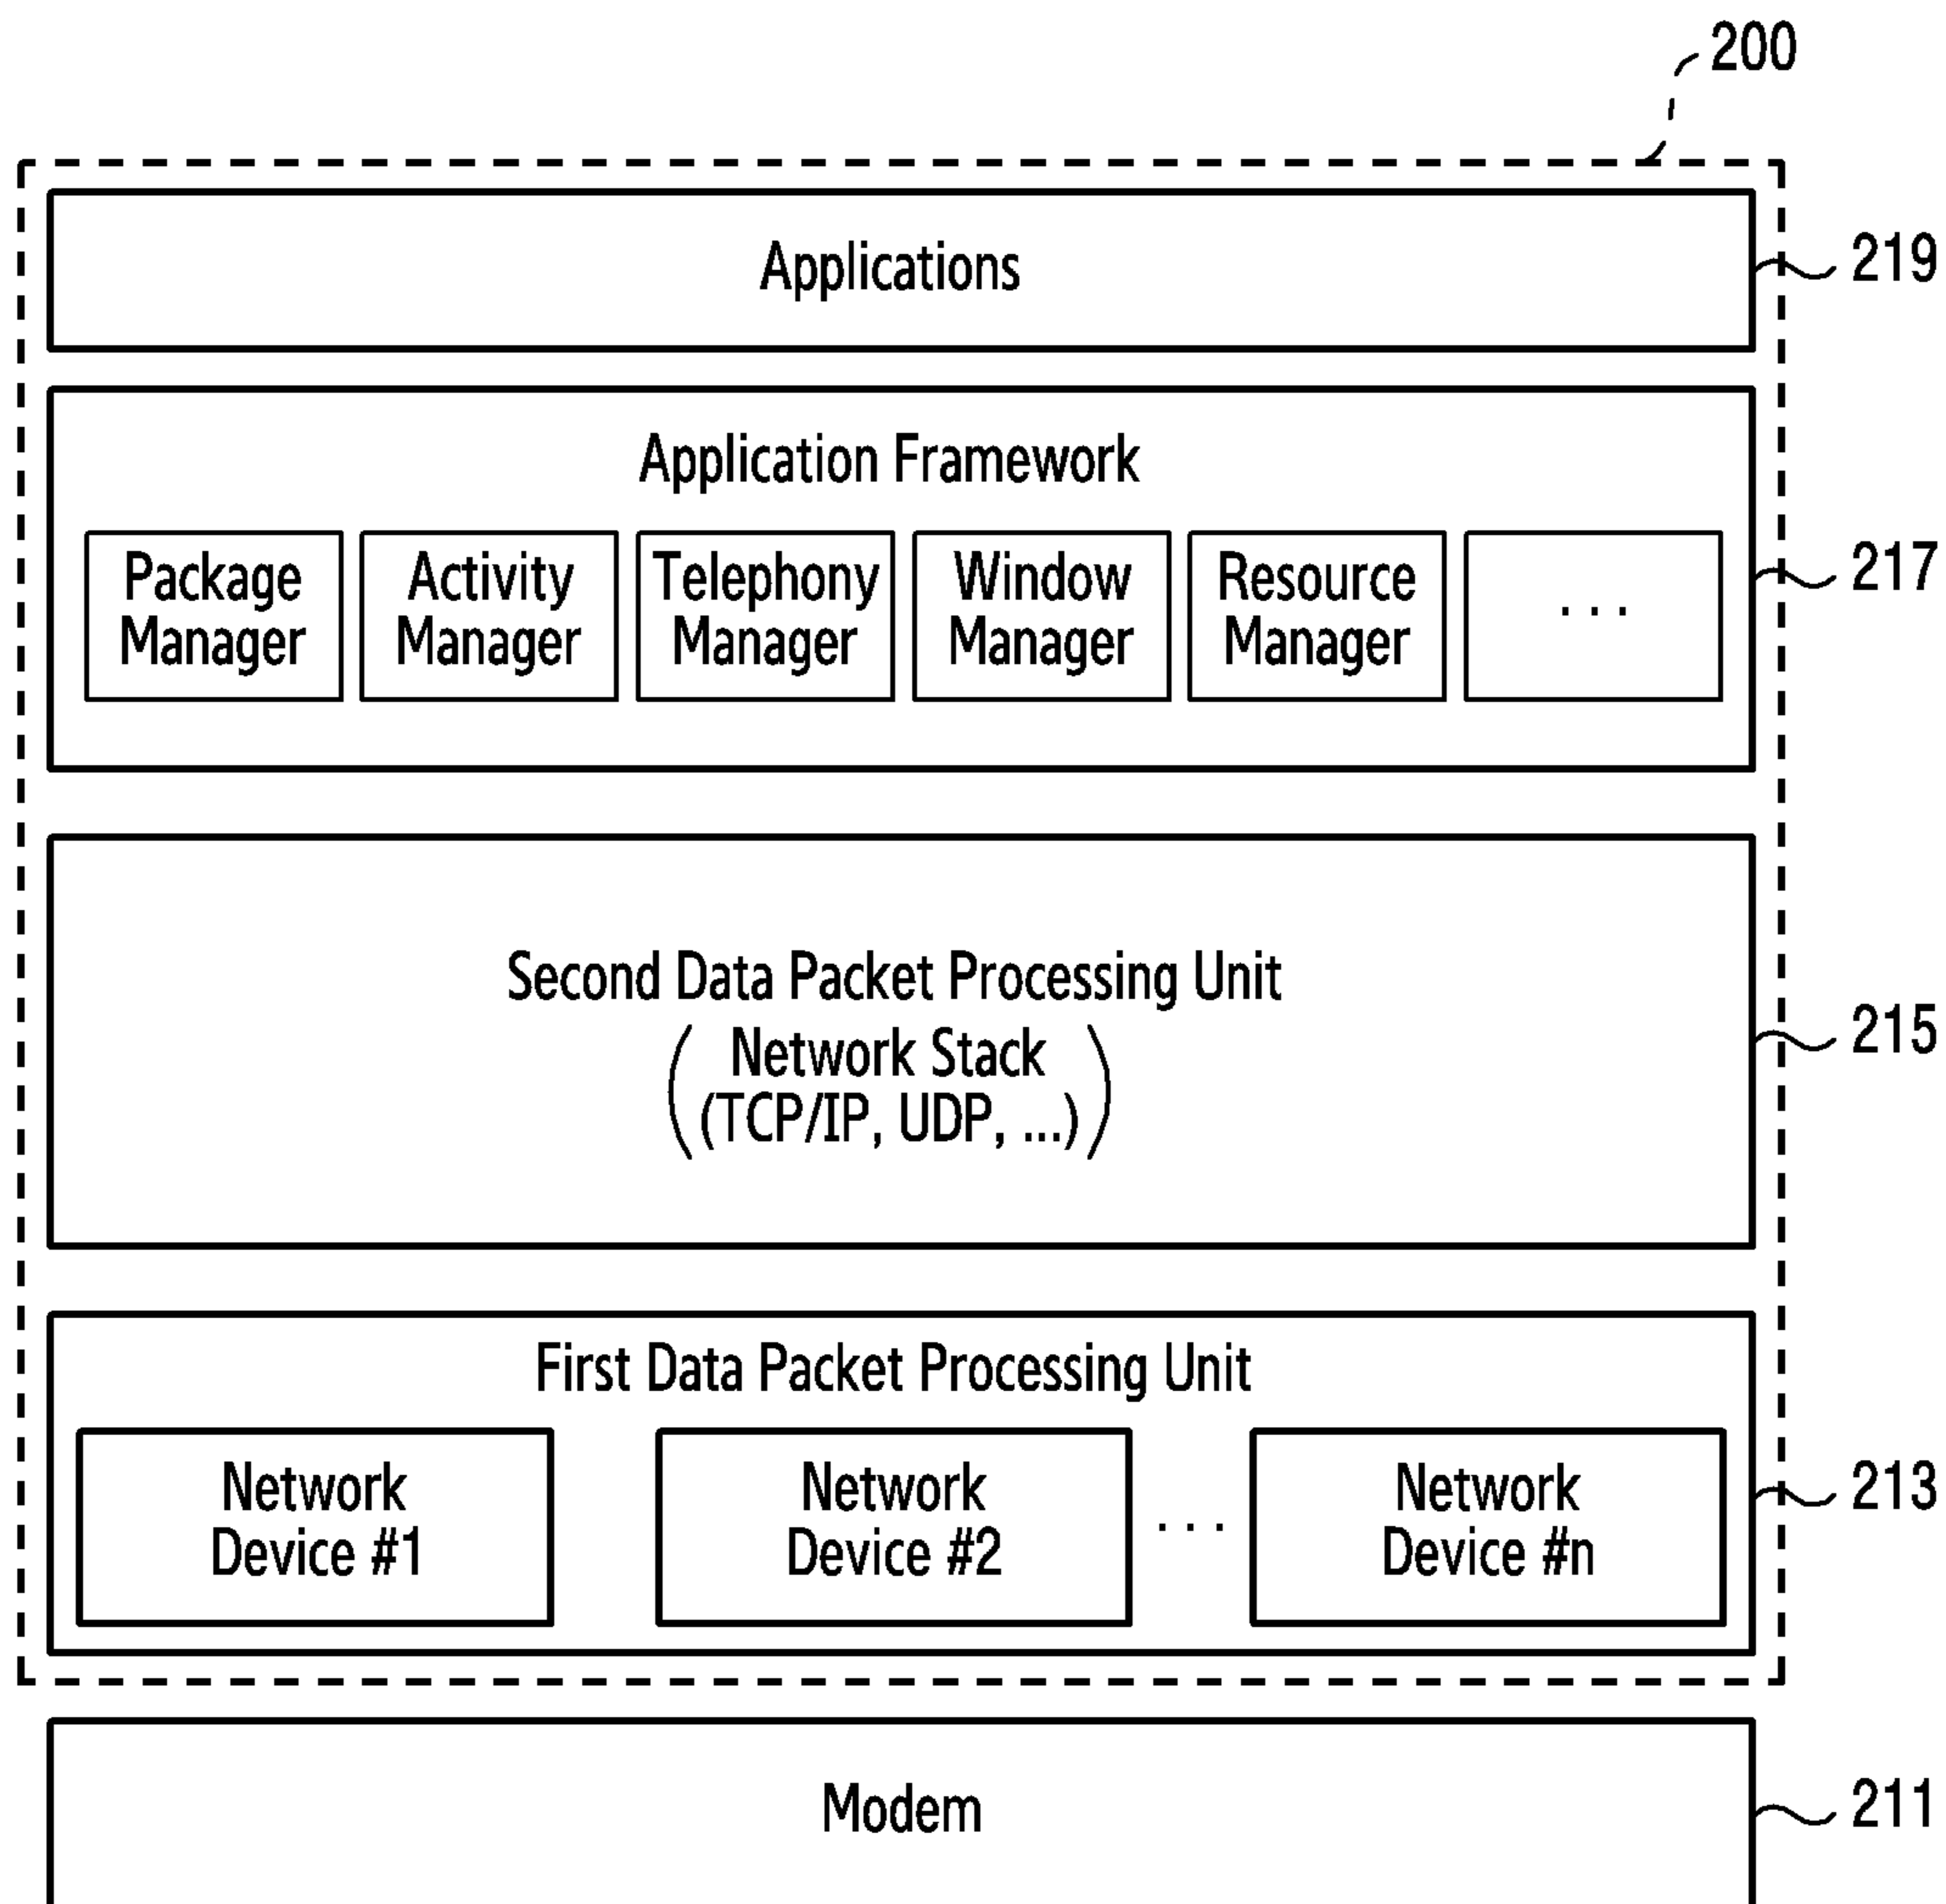 200
Applications
219
Application Framework
Package
Manager
Activity
Manager
Telephony
Manager
Window
Manager
Resource
Manager
...
217
Second Data Packet Processing Unit
Network Stack
(TCP/IP, UDP, ...)
215
First Data Packet Processing Unit
Network
Device #1
Network
Device #2
...
Network
Device #n
213
Modem
211